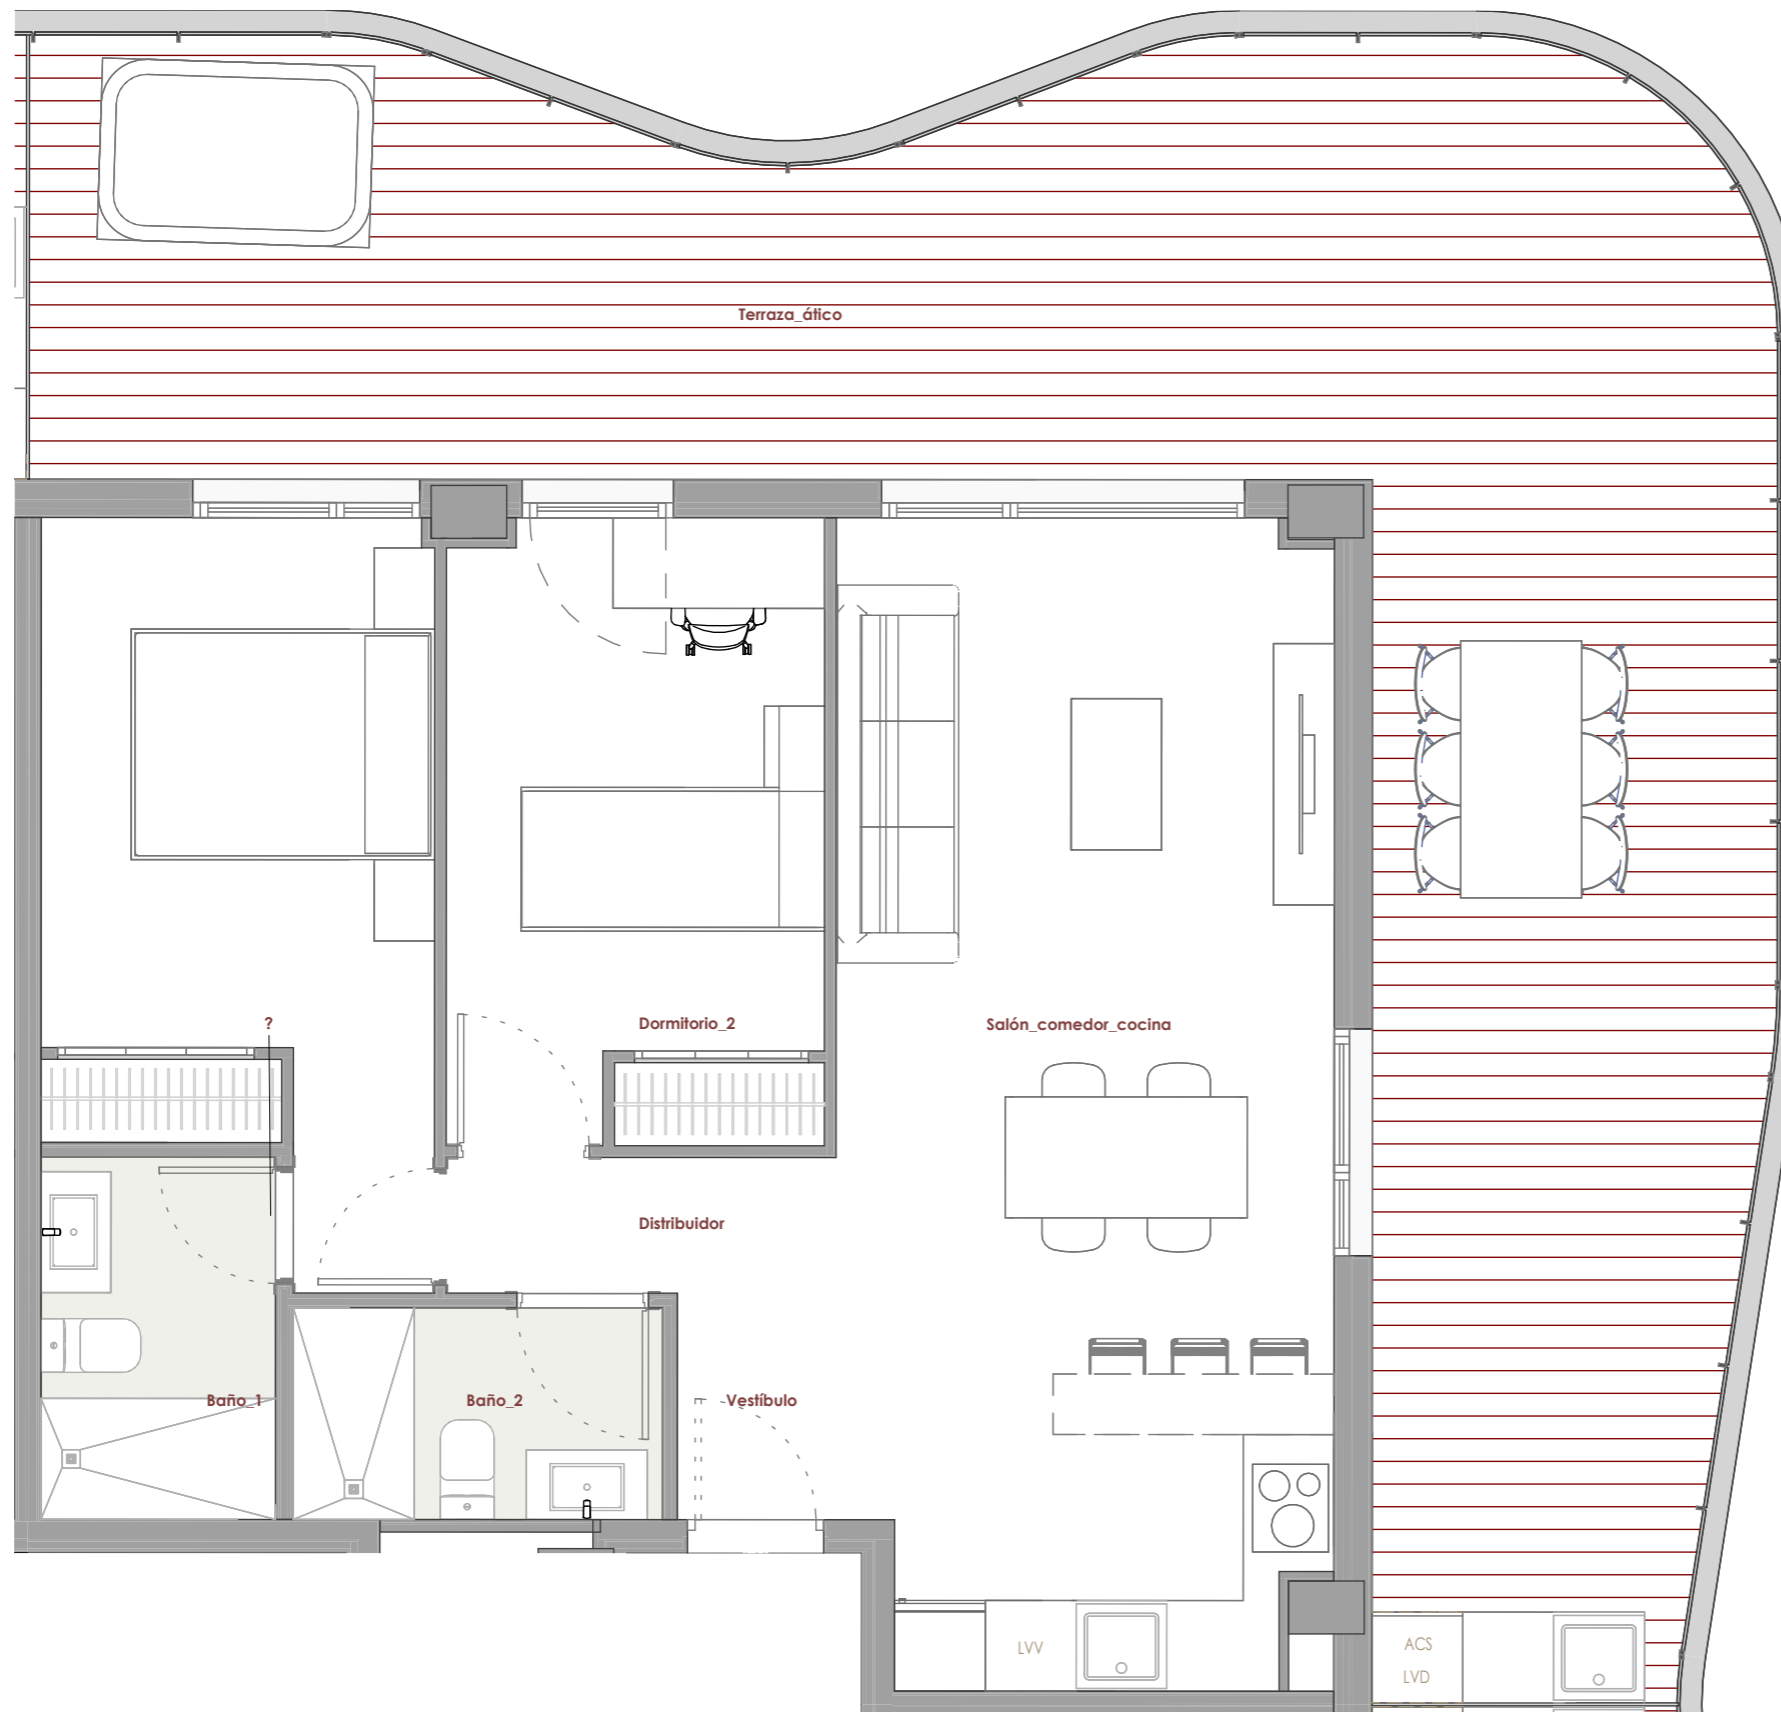 Terraza_ático
?
Dormitorio_2
Salón_comedor_cocina
Distribuidor
Baño_1
Baño_2
Vestíbulo
LVV
ACS
LVD